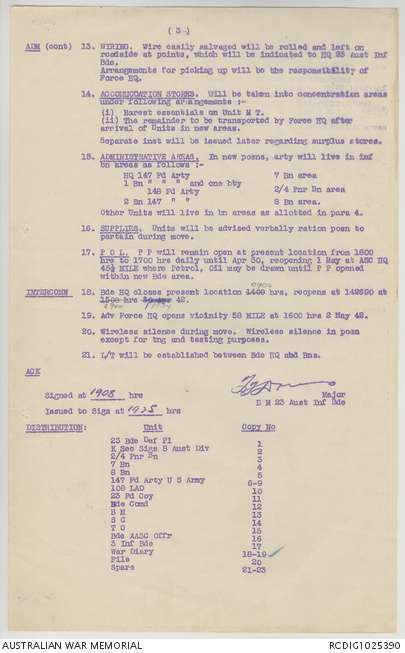 ( 3 )
ADM (cont) 13. WIRING. Wire easily salvaged will be rolled and left on
roadside at points, which will be indicated to HQ 23 Aust Inf
Bde.
Arrangements for picking up will be the responsibility of
Force HQ.
14. ACCOMMODATION STORES. Will be taken into concentration areas
under following arrangements :-
(i) Barest essentials on Unit M T.
(ii) The remainder to be transported by Force HQ after
arrival of Units in new areas.
Separate inst will be issued later regarding surplus stores.
15. ADMINISTRATIVE AREAS. In new posns, arty will live in inf
bn areas as follows :-
HQ 147 Fd Arty 7 Bn area
1 Bn " " " and one bty
148 Fd Arty 2/4 Pnr Bn area
2 Bn 147 " " 8 Bn area.
Other Units will live in bn areas as allotted in para 4.
16. SUPPLIES. Units will be advised verbally ration posn to
pertain during move.
17. P O L. P P will remain open at present location from 1600
hrs to 1700 hrs daily until Apr 30, reopening 1 May at ASC HQ
45½ MILE where Petrol, Oil may be drawn until P P opened
within new Bde area.
INTERCOMN 18. Bde HQ closes present location 1400 hrs, reopens at 142690 at
1500 hrs 30 Apr 42.
19. Adv Force HQ opens vicinity 58 MILE at 1600 hrs 2 May 42.
20. Wireless silence during move. Wireless silence in posn
except for tng and testing purposes.
21. L/T will be established between Bde HQ and Bns.
ACK
Signed at 1908 hrs
Major
B M 23 Aust Inf Bde
Issued to Sigs at 1925 hrs
DISTRIBUTION: Unit Copy No
23 Bde Def Pl 1
K Sec Sigs 8 Aust Div 2
2/4 Pnr Bn 3
7 Bn 4
8 Bn 5
147 Fd Arty U S Army 6-9
108 LAD 10
23 Fd Coy 11
Bde Comd 12
B M 13
S C 14
T O 15
Bde AASC Offr 16
3 Inf Bde 17
War Diary 18-19
File 20
Spare 21-23
AUSTRALIAN WAR MEMORIAL RCDIG1025390